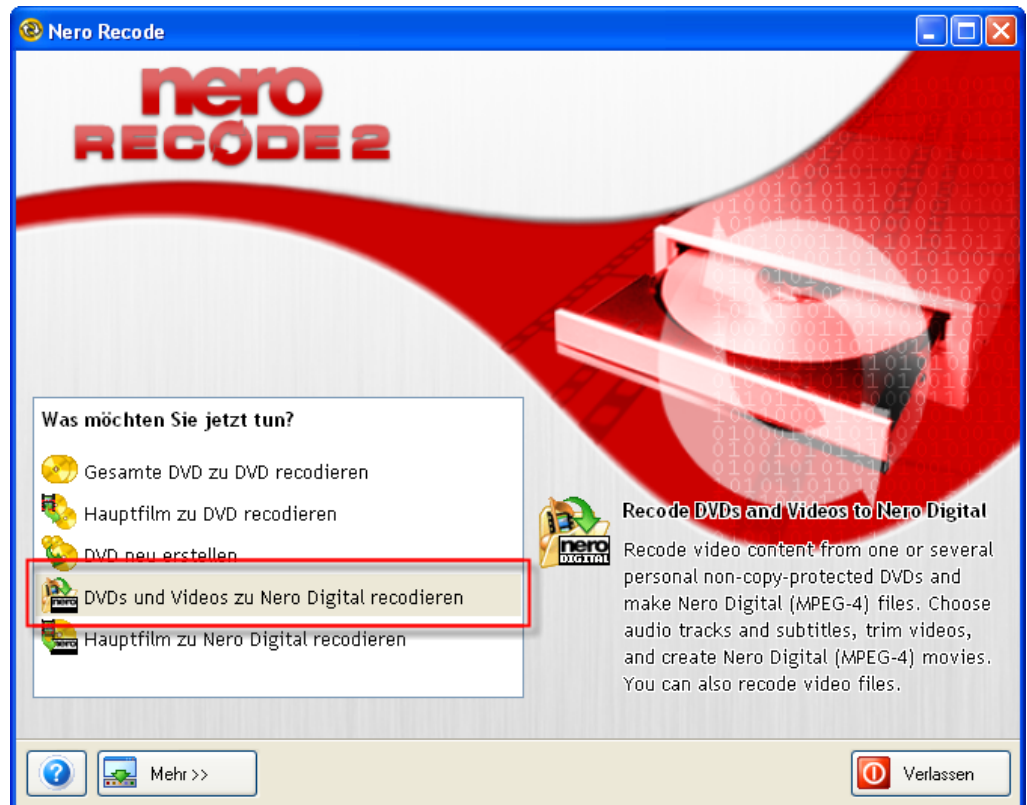 Nero Recode
nero
RECODE 2
Was möchten Sie jetzt tun?
Gesamte DVD zu DVD recodieren
Hauptfilm zu DVD recodieren
DVD neu erstellen
DVDs und Videos zu Nero Digital recodieren
Hauptfilm zu Nero Digital recodieren
nero
DIGITAL
Recode DVDs and Videos to Nero Digital
Recode video content from one or several
personal non-copy-protected DVDs and
make Nero Digital (MPEG-4) files. Choose
audio tracks and subtitles, trim videos,
and create Nero Digital (MPEG-4) movies.
You can also recode video files.
Mehr >>
Verlassen